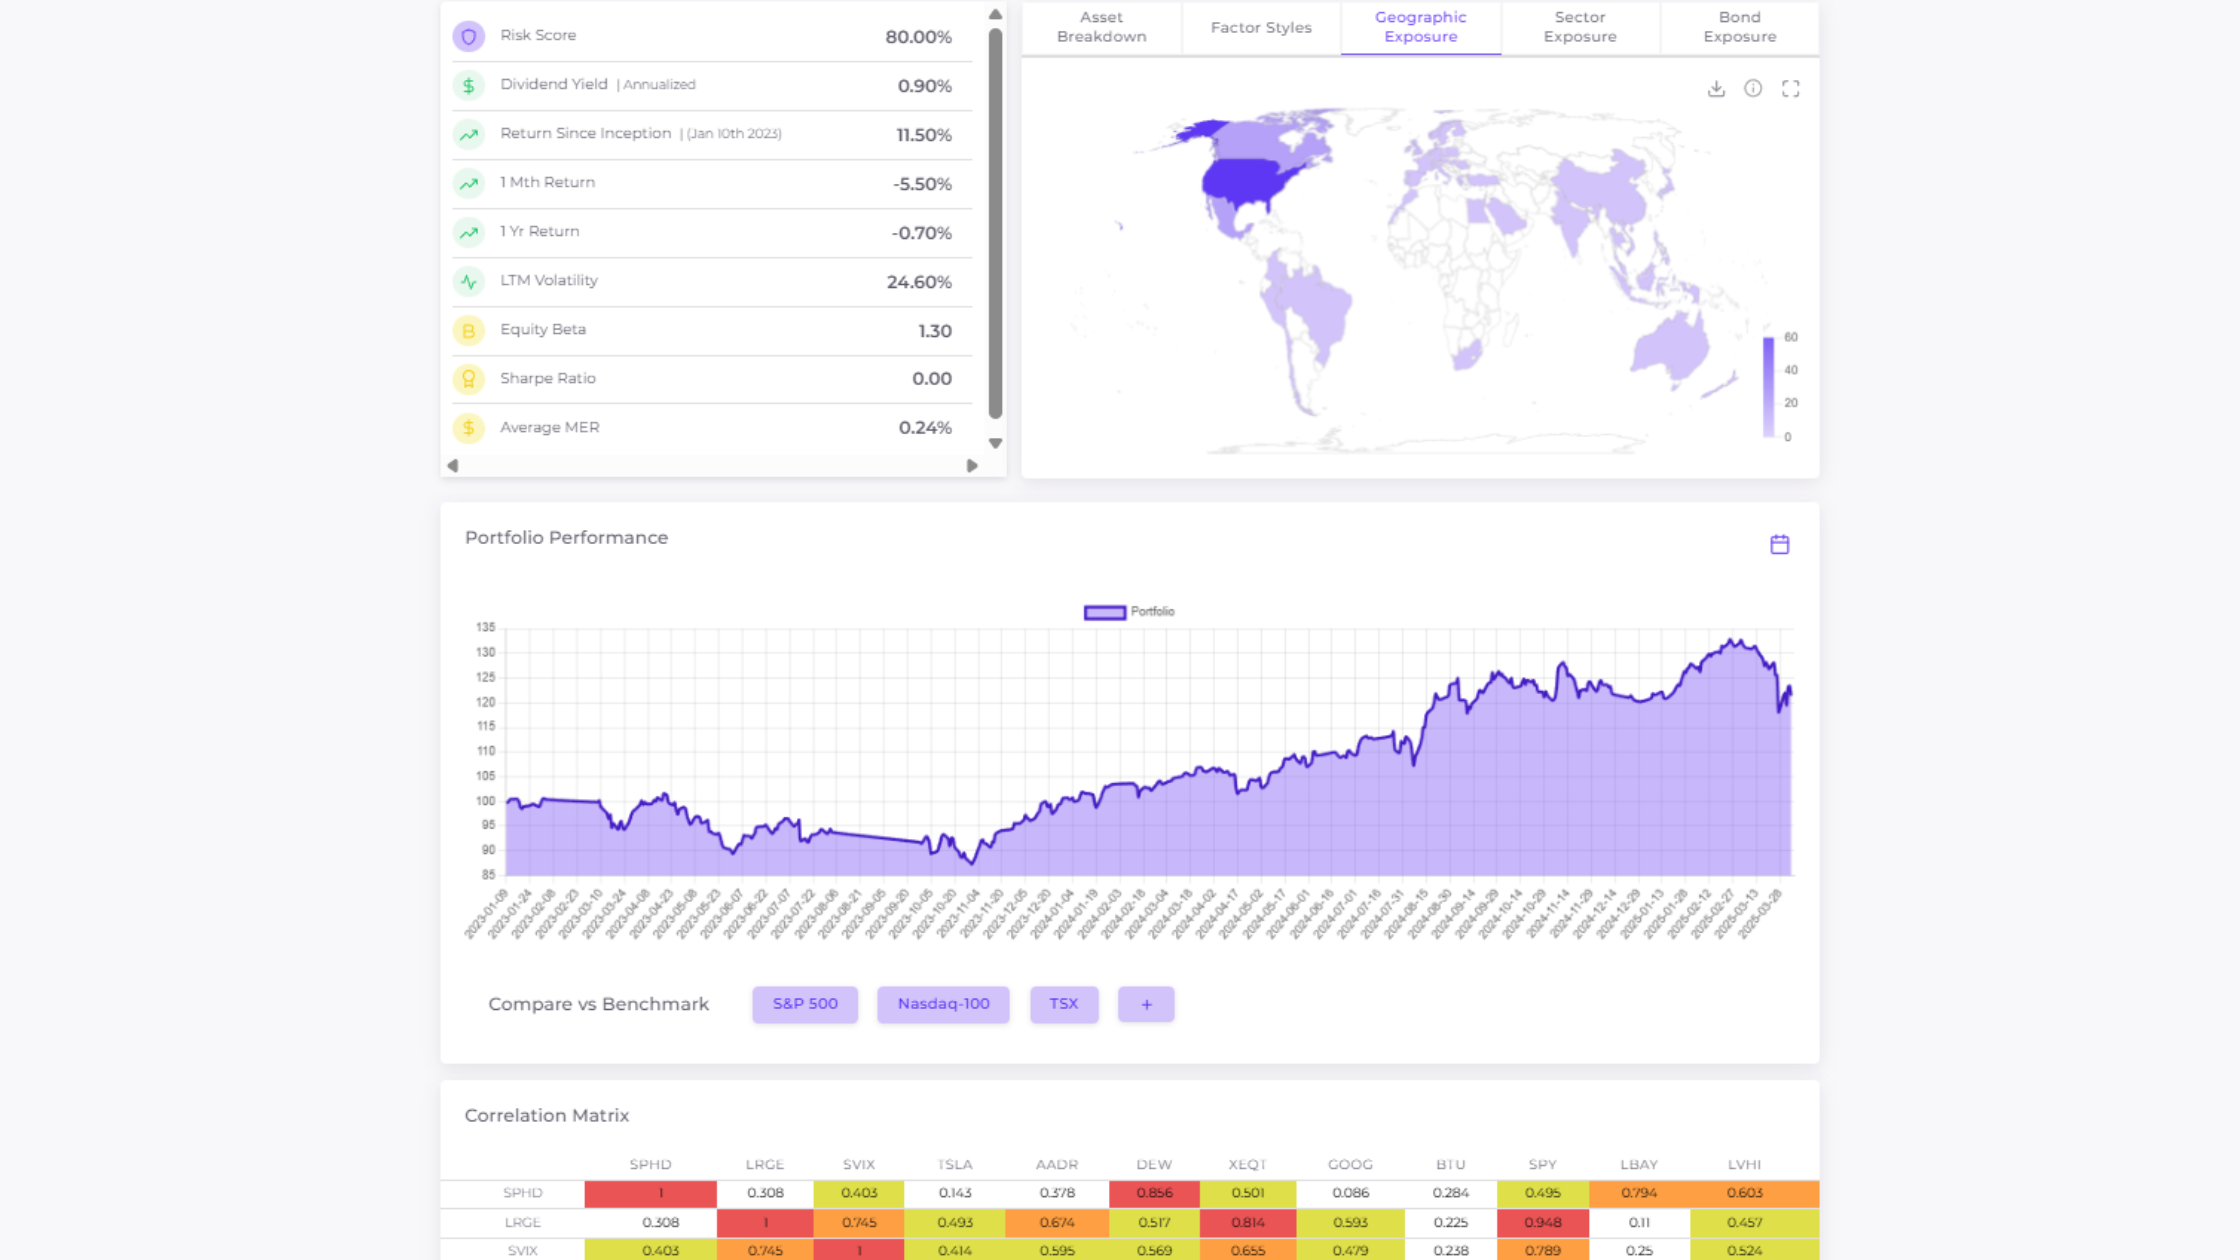 Risk Score 80.00%
Dividend Yield | Annualized 0.90%
Return Since Inception | (Jan 10th 2023) 11.50%
1 Mth Return -5.50%
1 Yr Return -0.70%
LTM Volatility 24.60%
B Equity Beta 1.30
Sharpe Ratio 0.00
$ Average MER 0.24%
Asset Breakdown
Factor Styles
Geographic Exposure
Sector Exposure
Bond Exposure
60
40
20
0
Portfolio Performance
Portfolio
135
130
125
120
115
110
105
100
95
90
85
2023-01-09 2023-01-24 2023-02-08 2023-02-23 2023-03-10 2023-03-24 2023-04-08 2023-04-23 2023-05-08 2023-05-23 2023-06-07 2023-06-22 2023-07-07 2023-07-22 2023-08-06 2023-08-21 2023-09-05 2023-09-20 2023-10-05 2023-10-20 2023-11-04 2023-11-20 2023-12-05 2023-12-20 2024-01-04 2024-01-19 2024-02-03 2024-02-18 2024-03-04 2024-03-18 2024-04-02 2024-04-17 2024-05-02 2024-05-17 2024-06-01 2024-06-16 2024-07-01 2024-07-16 2024-07-31 2024-08-15 2024-08-30 2024-09-14 2024-09-29 2024-10-14 2024-10-29 2024-11-14 2024-11-29 2024-12-14 2024-12-29 2025-01-13 2025-01-28 2025-02-12 2025-02-27 2025-03-13 2025-03-28
Compare vs Benchmark S&P 500 Nasdaq-100 TSX +
Correlation Matrix
SPHD LRGE SVIX TSLA AADR DEW XEQT GOOG BTU SPY LBAY LVHI
SPHD 1 0.308 0.403 0.143 0.378 0.856 0.501 0.086 0.284 0.495 0.794 0.603
LRGE 0.308 1 0.745 0.493 0.674 0.517 0.814 0.593 0.225 0.948 0.11 0.457
SVIX 0.403 0.745 1 0.414 0.595 0.569 0.655 0.479 0.238 0.789 0.25 0.524